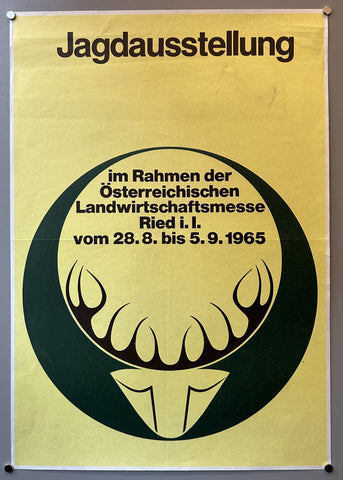 Jagdausstellung
im Rahmen der
Österreichischen
Landwirtschaftsmesse
Ried i. I.
vom 28. 8. bis 5. 9. 1965